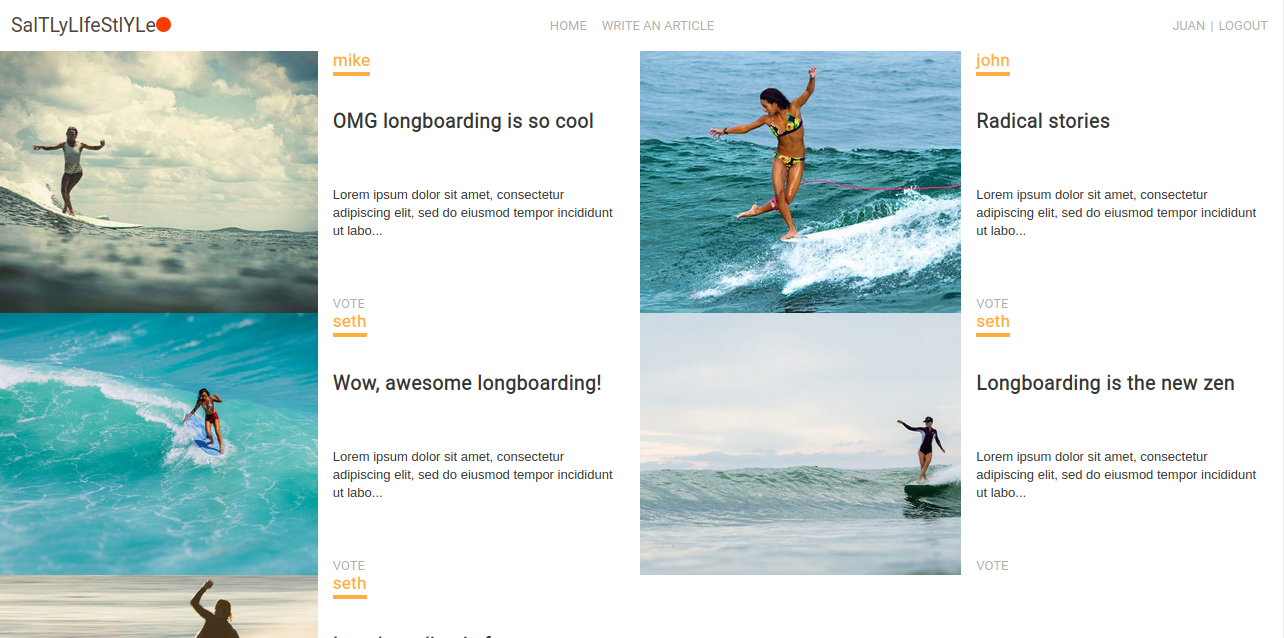 SalTLyLIfeStlYLe
HOME WRITE AN ARTICLE
JUAN | LOGOUT
mike
OMG longboarding is so cool
Lorem ipsum dolor sit amet, consectetur
adipiscing elit, sed do eiusmod tempor incididunt
ut labo...
VOTE
john
Radical stories
Lorem ipsum dolor sit amet, consectetur
adipiscing elit, sed do eiusmod tempor incididunt
ut labo...
VOTE
seth
Wow, awesome longboarding!
Lorem ipsum dolor sit amet, consectetur
adipiscing elit, sed do eiusmod tempor incididunt
ut labo...
VOTE
seth
Longboarding is the new zen
Lorem ipsum dolor sit amet, consectetur
adipiscing elit, sed do eiusmod tempor incididunt
ut labo...
VOTE
seth